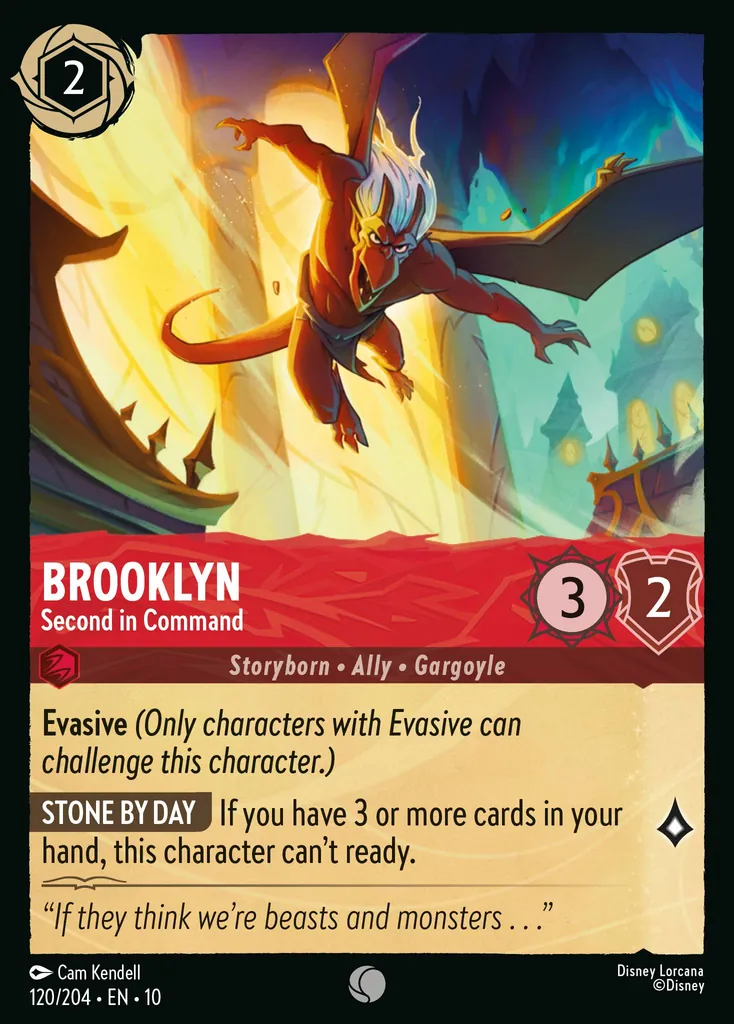 2
BROOKLYN
Second in Command
3
2
Storyborn • Ally • Gargoyle
Evasive (Only characters with Evasive can
challenge this character.)
STONE BY DAY If you have 3 or more cards in your
hand, this character can’t ready.
“If they think we’re beasts and monsters . . .”
Cam Kendell
120/204 • EN • 10
Disney Lorcana
©Disney